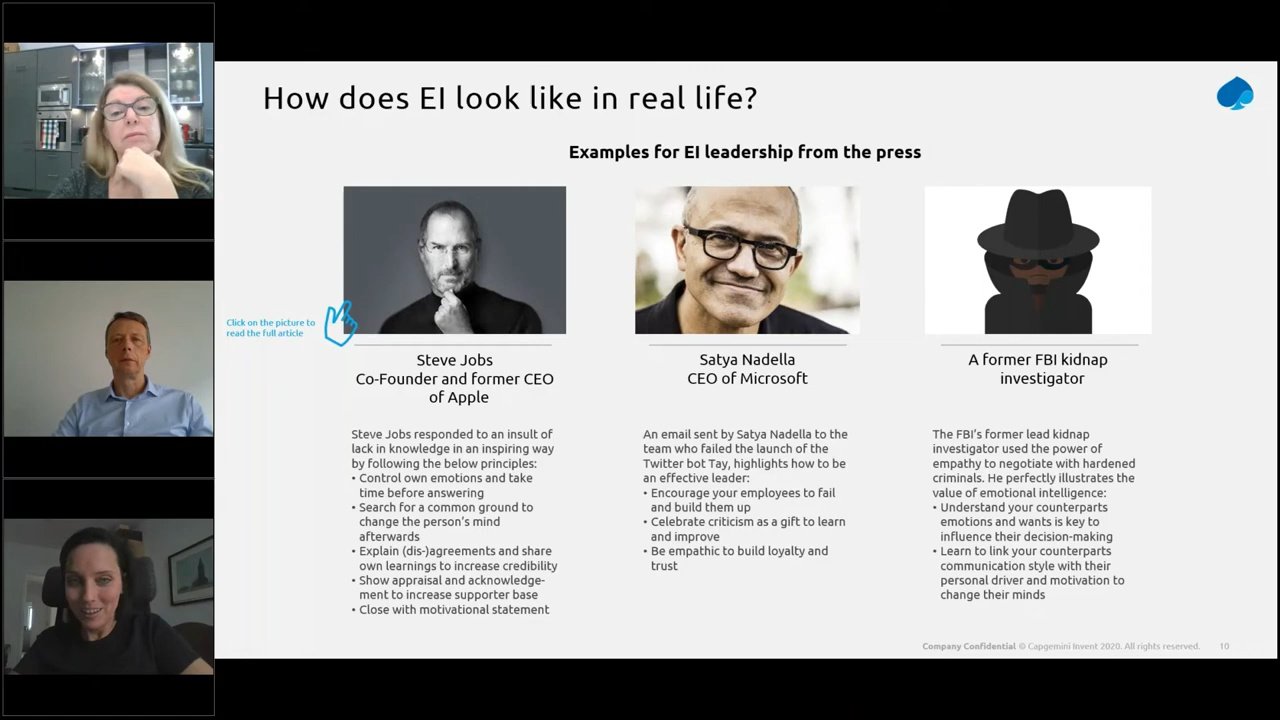 How does EI look like in real life?
Examples for EI leadership from the press
Click on the picture to
read the full article
Steve Jobs
Co-Founder and former CEO
of Apple
Steve Jobs responded to an insult of
lack in knowledge in an inspiring way
by following the below principles:
• Control own emotions and take
time before answering
• Search for a common ground to
change the person's mind
afterwards
• Explain (dis-)agreements and share
own learnings to increase credibility
• Show appraisal and acknowledge-
ment to increase supporter base
• Close with motivational statement
Satya Nadella
CEO of Microsoft
An email sent by Satya Nadella to the
team who failed the launch of the
Twitter bot Tay, highlights how to be
an effective leader:
• Encourage your employees to fail
and build them up
• Celebrate criticism as a gift to learn
and improve
• Be empathic to build loyalty and
trust
A former FBI kidnap
investigator
The FBI's former lead kidnap
investigator used the power of
empathy to negotiate with hardened
criminals. He perfectly illustrates the
value of emotional intelligence:
• Understand your counterparts
emotions and wants is key to
influence their decision-making
• Learn to link your counterparts
communication style with their
personal driver and motivation to
change their minds
Company Confidential © Capgemini Invent 2020. All rights reserved. 10